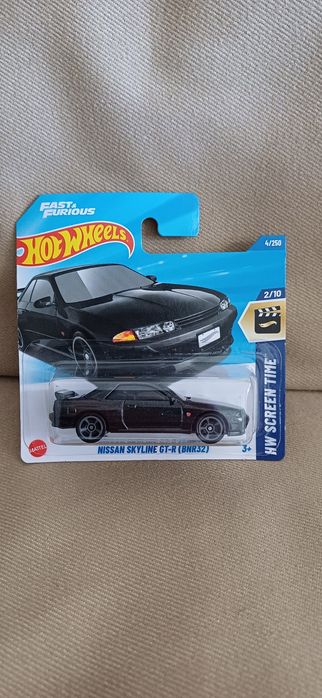 FAST &
FURIOUS
HOT WHEELS
4/250
2/10
HW SCREEN TIME
MATTEL
NISSAN SKYLINE GT-R (BNR32)
3+